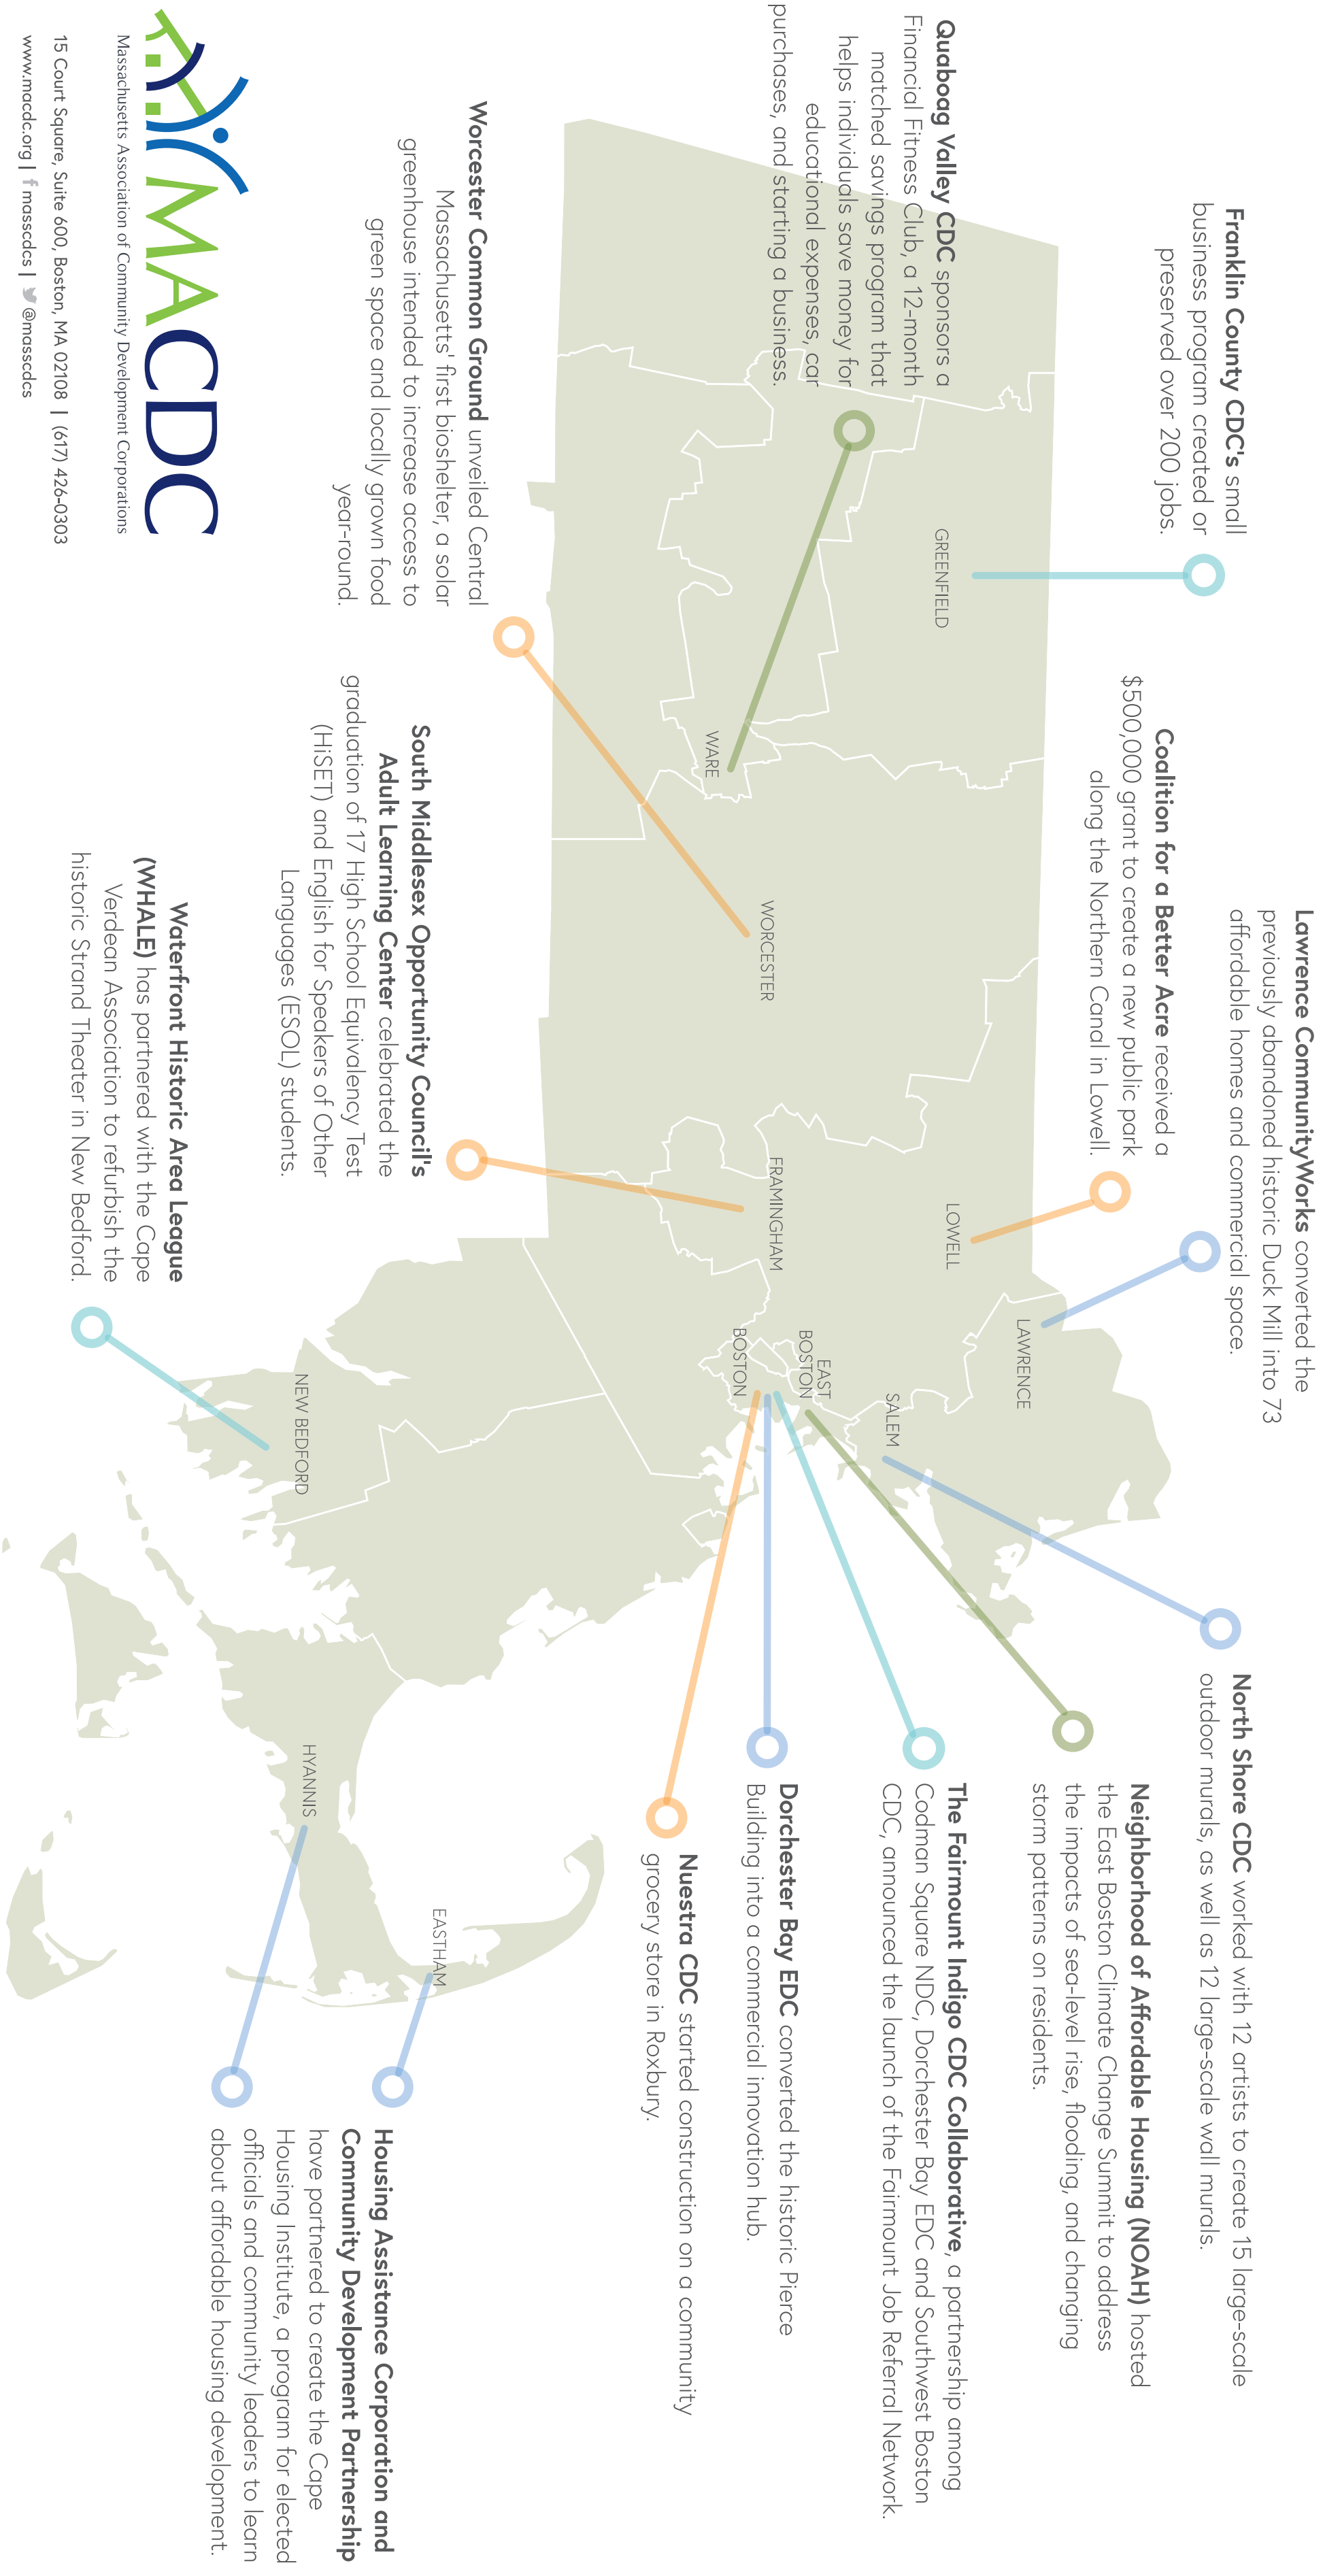 Lawrence CommunityWorks converted the
previously abandoned historic Duck Mill into 73
affordable homes and commercial space.
Franklin County CDC's small
business program created or
preserved over 200 jobs.
Coalition for a Better Acre received a
$500,000 grant to create a new public park
along the Northern Canal in Lowell.
North Shore CDC worked with 12 artists to create 15 large-scale
outdoor murals, as well as 12 large-scale wall murals.
Neighborhood of Affordable Housing (NOAH) hosted
the East Boston Climate Change Summit to address
the impacts of sea-level rise, flooding, and changing
storm patterns on residents.
Quaboag Valley CDC sponsors a
Financial Fitness Club, a 12-month
matched savings program that
helps individuals save money for
educational expenses, car
purchases, and starting a business.
The Fairmount Indigo CDC Collaborative, a partnership among
Codman Square NDC, Dorchester Bay EDC and Southwest Boston
CDC, announced the launch of the Fairmount Job Referral Network.
Dorchester Bay EDC converted the historic Pierce
Building into a commercial innovation hub.
Nuestra CDC started construction on a community
grocery store in Roxbury.
GREENFIELD
LOWELL
LAWRENCE
SALEM
EAST
BOSTON
BOSTON
FRAMINGHAM
WORCESTER
WARE
NEW BEDFORD
HYANNIS
EASTHAM
Worcester Common Ground unveiled Central
Massachusetts' first bioshelter, a solar
greenhouse intended to increase access to
green space and locally grown food
year-round.
South Middlesex Opportunity Council's
Adult Learning Center celebrated the
graduation of 17 High School Equivalency Test
(HiSET) and English for Speakers of Other
Languages (ESOL) students.
Housing Assistance Corporation and
Community Development Partnership
have partnered to create the Cape
Housing Institute, a program for elected
officials and community leaders to learn
about affordable housing development.
Waterfront Historic Area League
(WHALE) has partnered with the Cape
Verdean Association to refurbish the
historic Strand Theater in New Bedford.
MACDC
Massachusetts Association of Community Development Corporations
15 Court Square, Suite 600, Boston, MA 02108 | (617) 426-0303
www.macdc.org | f masscdcs | @masscdcs